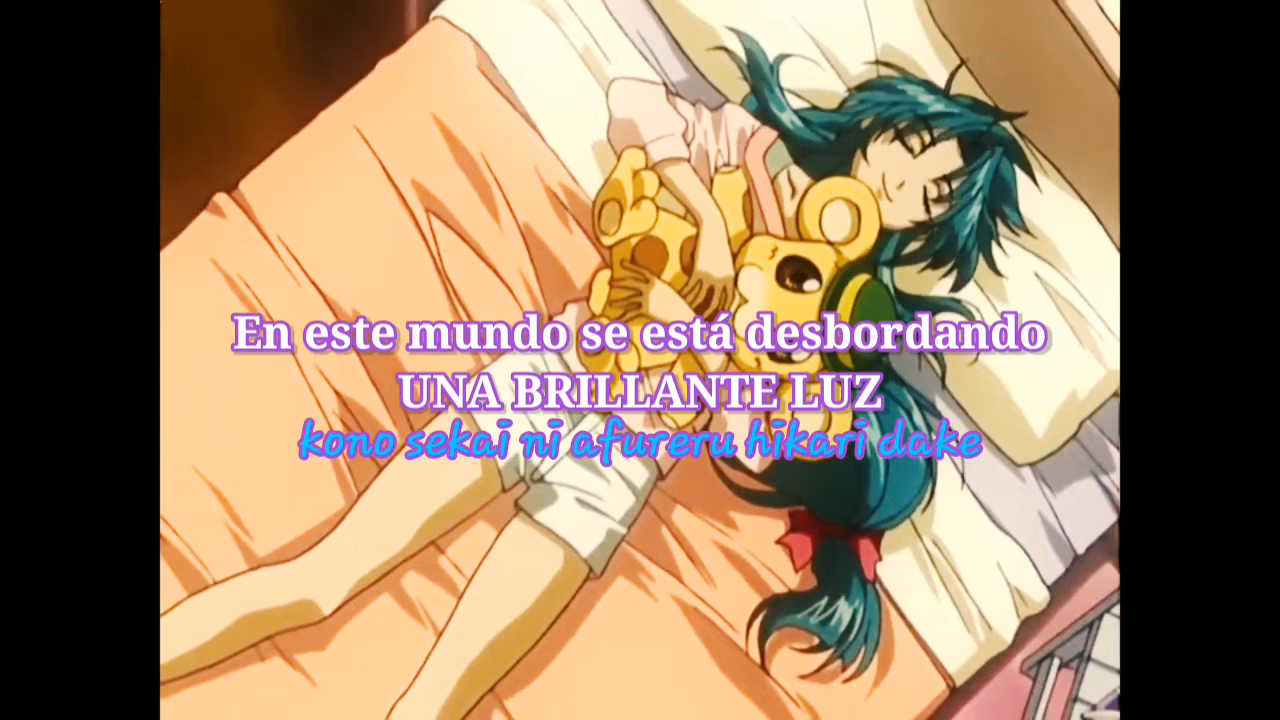 En este mundo se está desbordando
UNA BRILLANTE LUZ
kono sekai ni afureru hikari dake